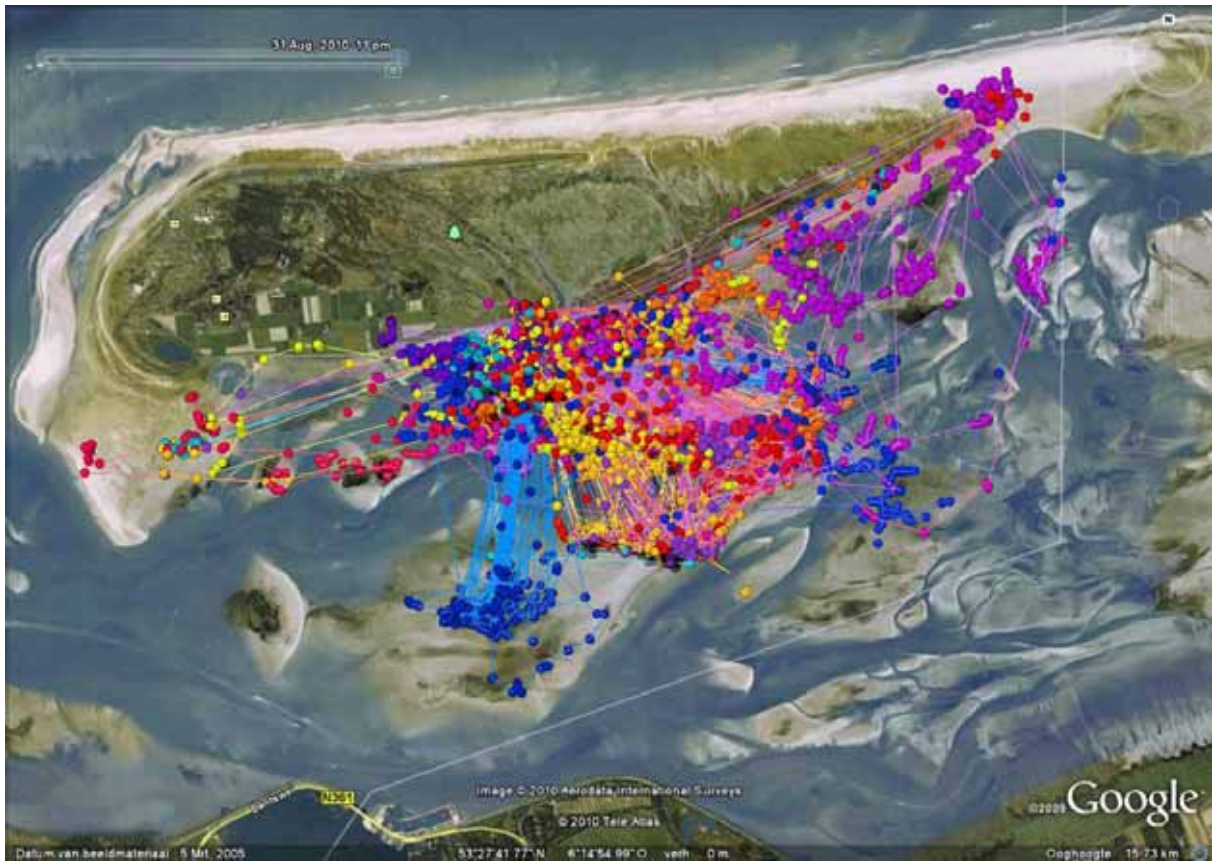 31 Aug 2010 11 pm
N
N361
Image © 2010 Aerodata International Surveys
© 2010 Tele Atlas
©2009 Google
Datum van beeldmateriaal 5 Mrt, 2005 53°27'41.77"N 6°14'54.99"O verh 0 m Ooghoogte 15.73 km